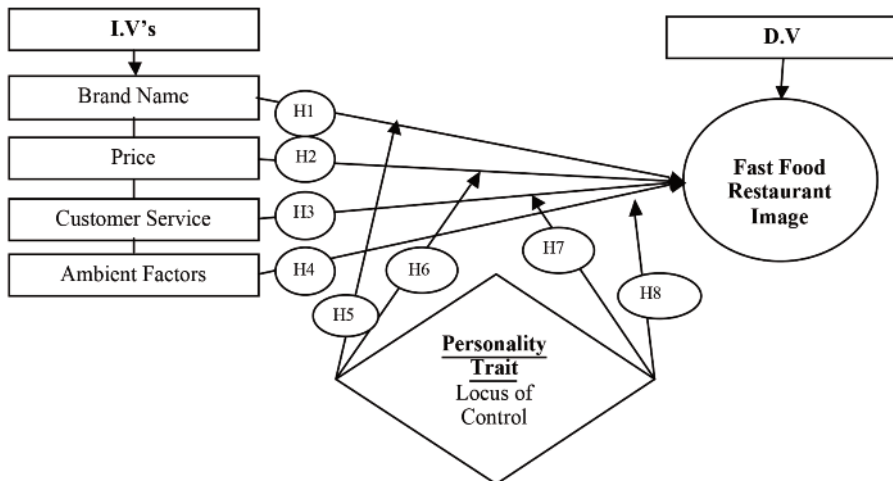 I.V's
D.V
Brand Name
H1
Price
H2
Customer Service
H3
Ambient Factors
H4
Fast Food
Restaurant
Image
H5
H6
H7
H8
Personality
Trait
Locus of
Control